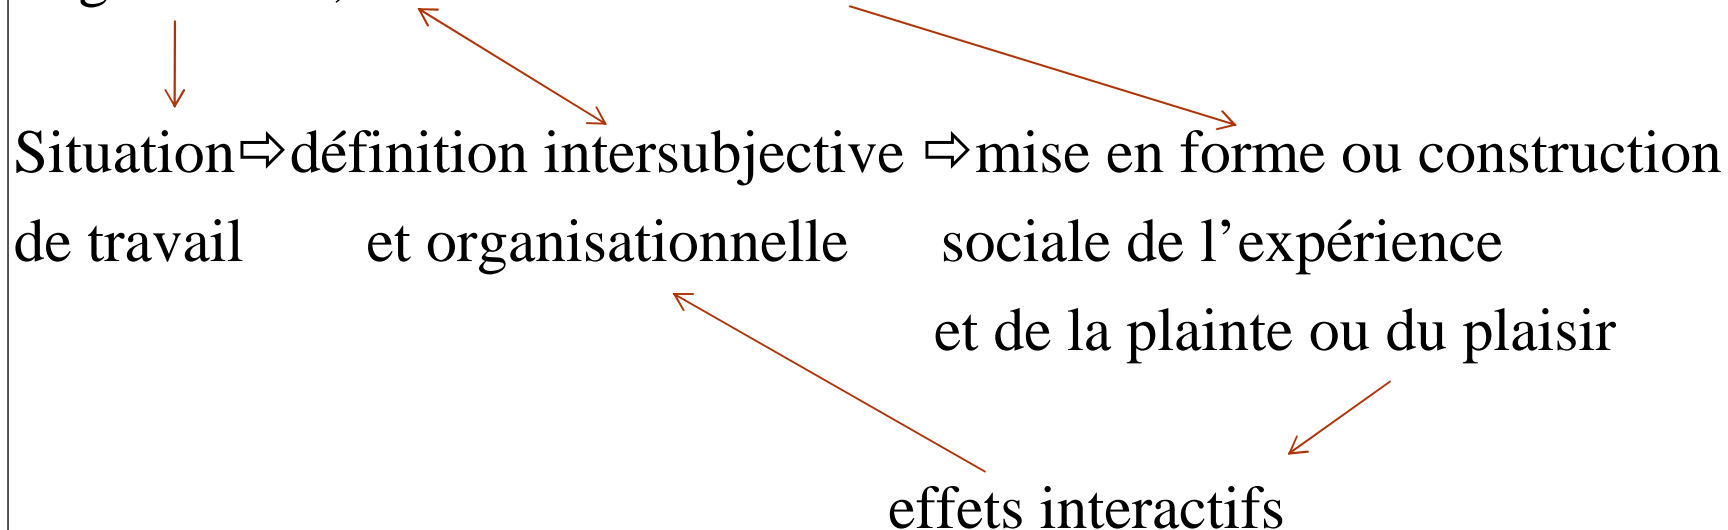 Situation⇨définition intersubjective ⇨mise en forme ou construction
de travail et organisationnelle sociale de l’expérience
et de la plainte ou du plaisir
effets interactifs